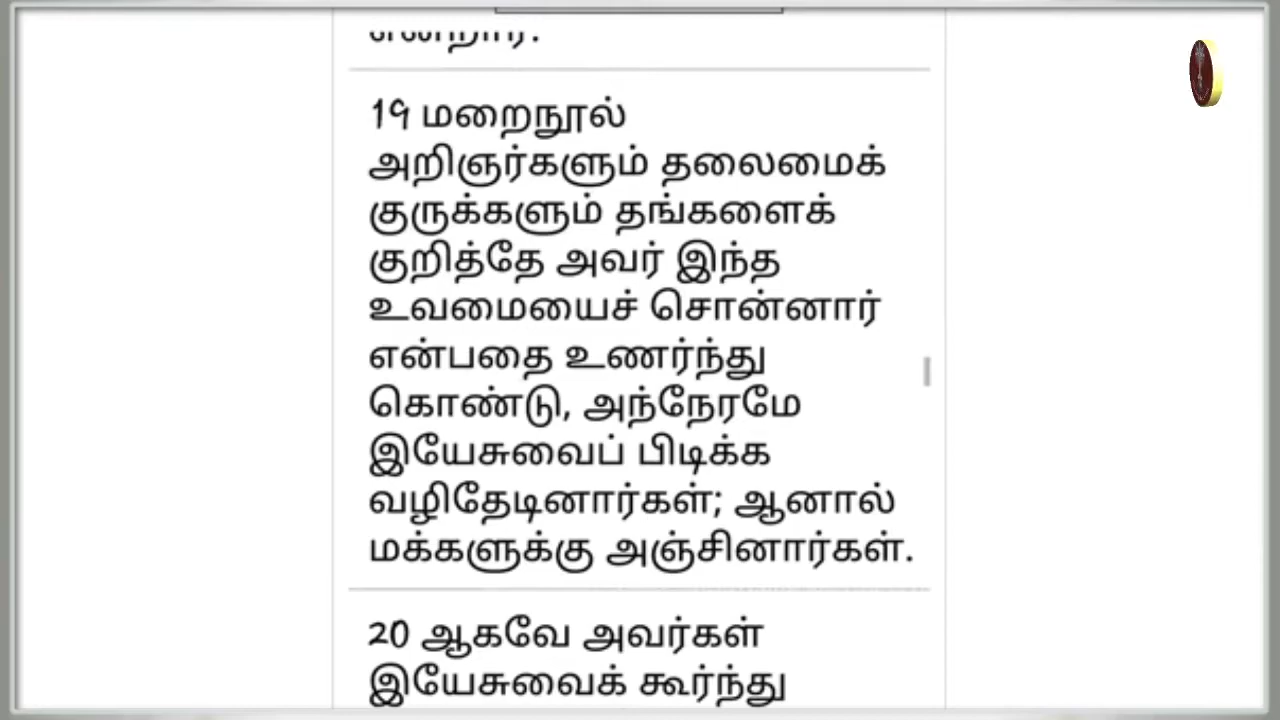 என்றார்.
19 மறைநூல்
அறிஞர்களும் தலைமைக்
குருக்களும் தங்களைக்
குறித்தே அவர் இந்த
உவமையைச் சொன்னார்
என்பதை உணர்ந்து
கொண்டு, அந்நேரமே
இயேசுவைப் பிடிக்க
வழிதேடினார்கள்; ஆனால்
மக்களுக்கு அஞ்சினார்கள்.
20 ஆகவே அவர்கள்
இயேசுவைக் கூர்ந்து